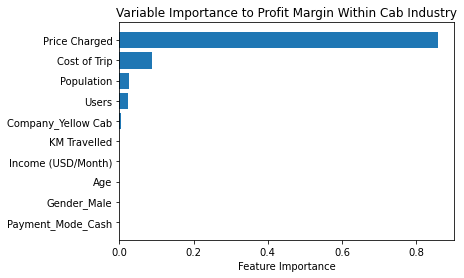 Variable Importance to Profit Margin Within Cab Industry
Price Charged
Cost of Trip
Population
Users
Company_Yellow Cab
KM Travelled
Income (USD/Month)
Age
Gender_Male
Payment_Mode_Cash
0.0 0.2 0.4 0.6 0.8
Feature Importance